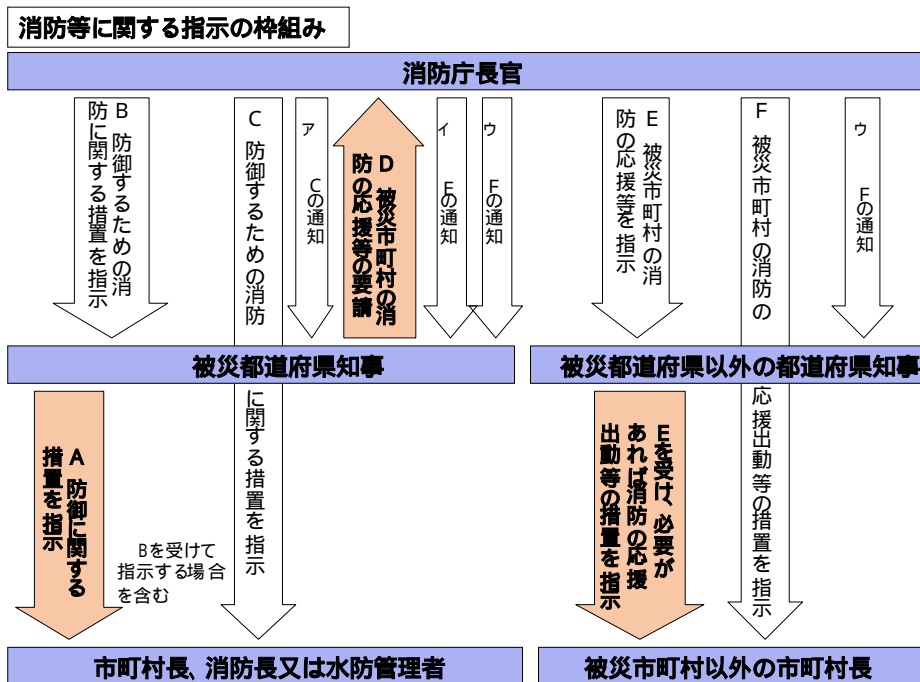 消防等に関する指示の枠組み
消防庁長官
B 防御するための消
防に関する措置を指示
C 防御するための消防
に関する措置を指示
ア
Cの通知
D 被災市町村の消
防の応援等の要請
イ
Eの通知
ウ
Fの通知
E 被災市町村の消
防の応援等を指示
F 被災市町村の消防の
応援出動等の措置を指示
ウ
Fの通知
被災都道府県知事
被災都道府県以外の都道府県知事
A 防御に関する
措置を指示
Bを受けて
指示する場合
を含む
Eを受け、必要が
あれば消防の応援
出動等の措置を指示
市町村長、消防長又は水防管理者
被災市町村以外の市町村長